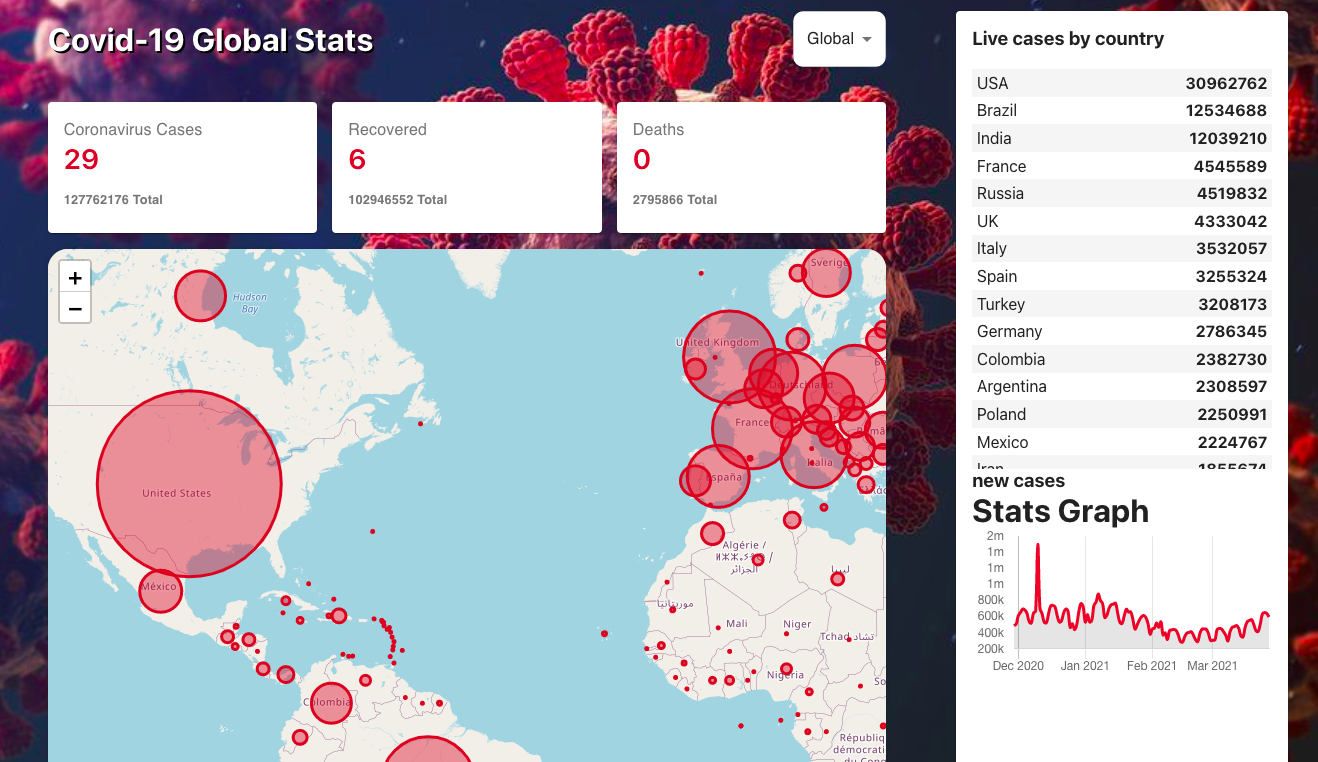 Covid-19 Global Stats
Global
Coronavirus Cases
29
127762176 Total
Recovered
6
102946552 Total
Deaths
0
2795866 Total
+
−
Hudson
Bay
United States
México
Colombia
Sverige
United Kingdom
Deutschland
France
España
Italia
Algérie /
ⵍⵣⵣⴰⵢⴻⵔ /
الجزائر
ليبيا
موريتانيا
Mali
Niger
Tchad تشاد
Nigeria
So
Républiq
démocrati
du Con
Live cases by country
USA 30962762
Brazil 12534688
India 12039210
France 4545589
Russia 4519832
UK 4333042
Italy 3532057
Spain 3255324
Turkey 3208173
Germany 2786345
Colombia 2382730
Argentina 2308597
Poland 2250991
Mexico 2224767
Iran 1855674
new cases
Stats Graph
2m
1m
1m
1m
800k
600k
400k
200k
Dec 2020
Jan 2021
Feb 2021
Mar 2021